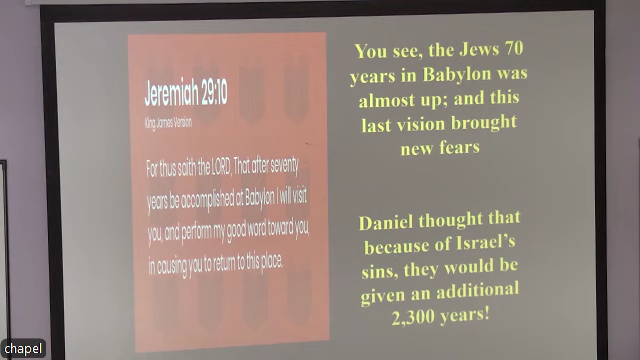 Jeremiah 29:10
King James Version
For thus saith the LORD, That after seventy
years be accomplished at Babylon I will visit
you, and perform my good word toward you,
in causing you to return to this place.
You see, the Jews 70
years in Babylon was
almost up; and this
last vision brought
new fears
Daniel thought that
because of Israel's
sins, they would be
given an additional
2,300 years!
chapel